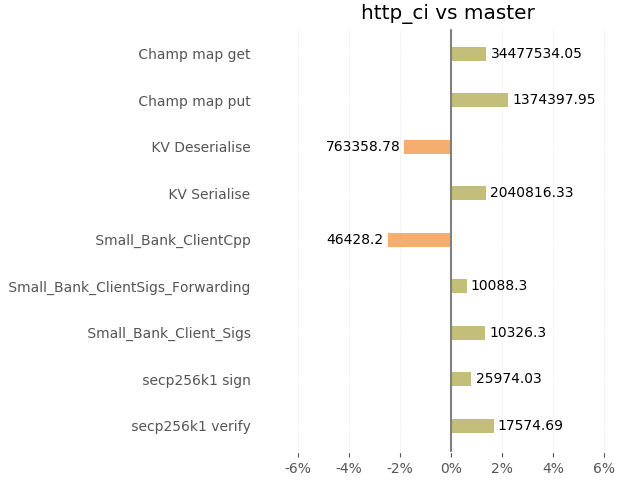 http_ci vs master
Champ map get 34477534.05
Champ map put 1374397.95
KV Deserialise 763358.78
KV Serialise 2040816.33
Small_Bank_ClientCpp 46428.2
Small_Bank_ClientSigs_Forwarding 10088.3
Small_Bank_Client_Sigs 10326.3
secp256k1 sign 25974.03
secp256k1 verify 17574.69
-6% -4% -2% 0% 2% 4% 6%